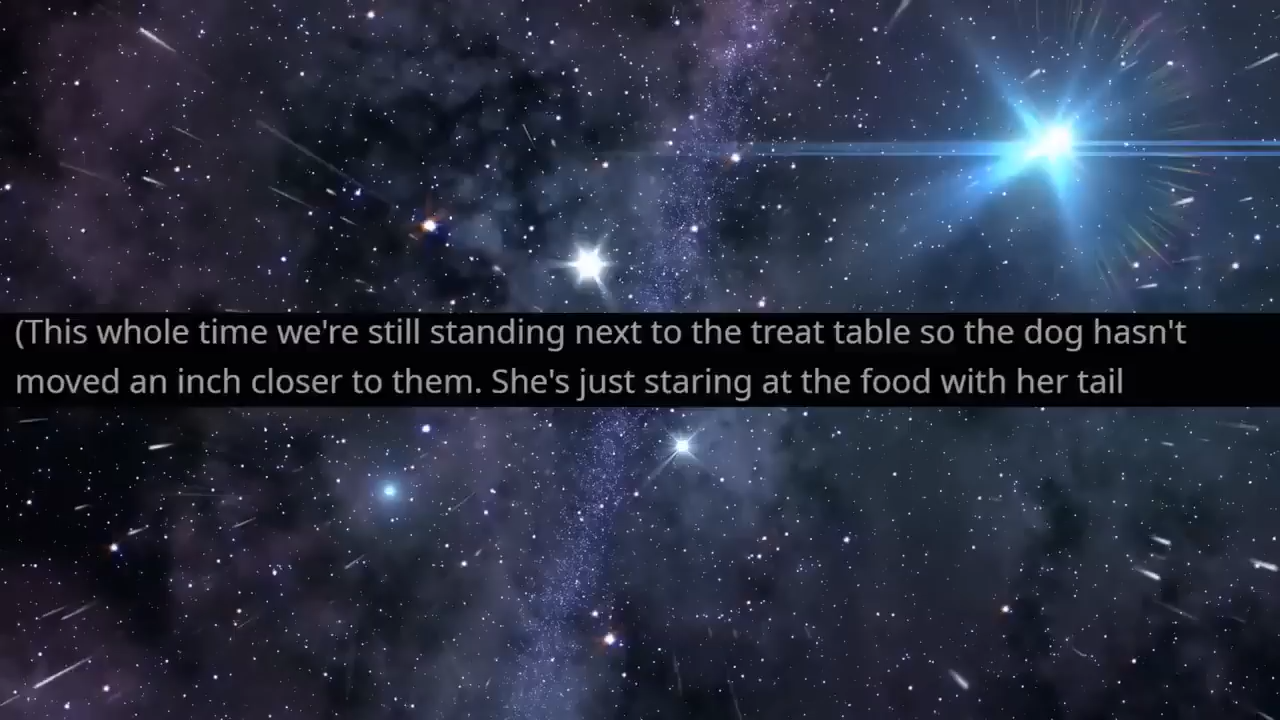 (This whole time we're still standing next to the treat table so the dog hasn't
moved an inch closer to them. She's just staring at the food with her tail